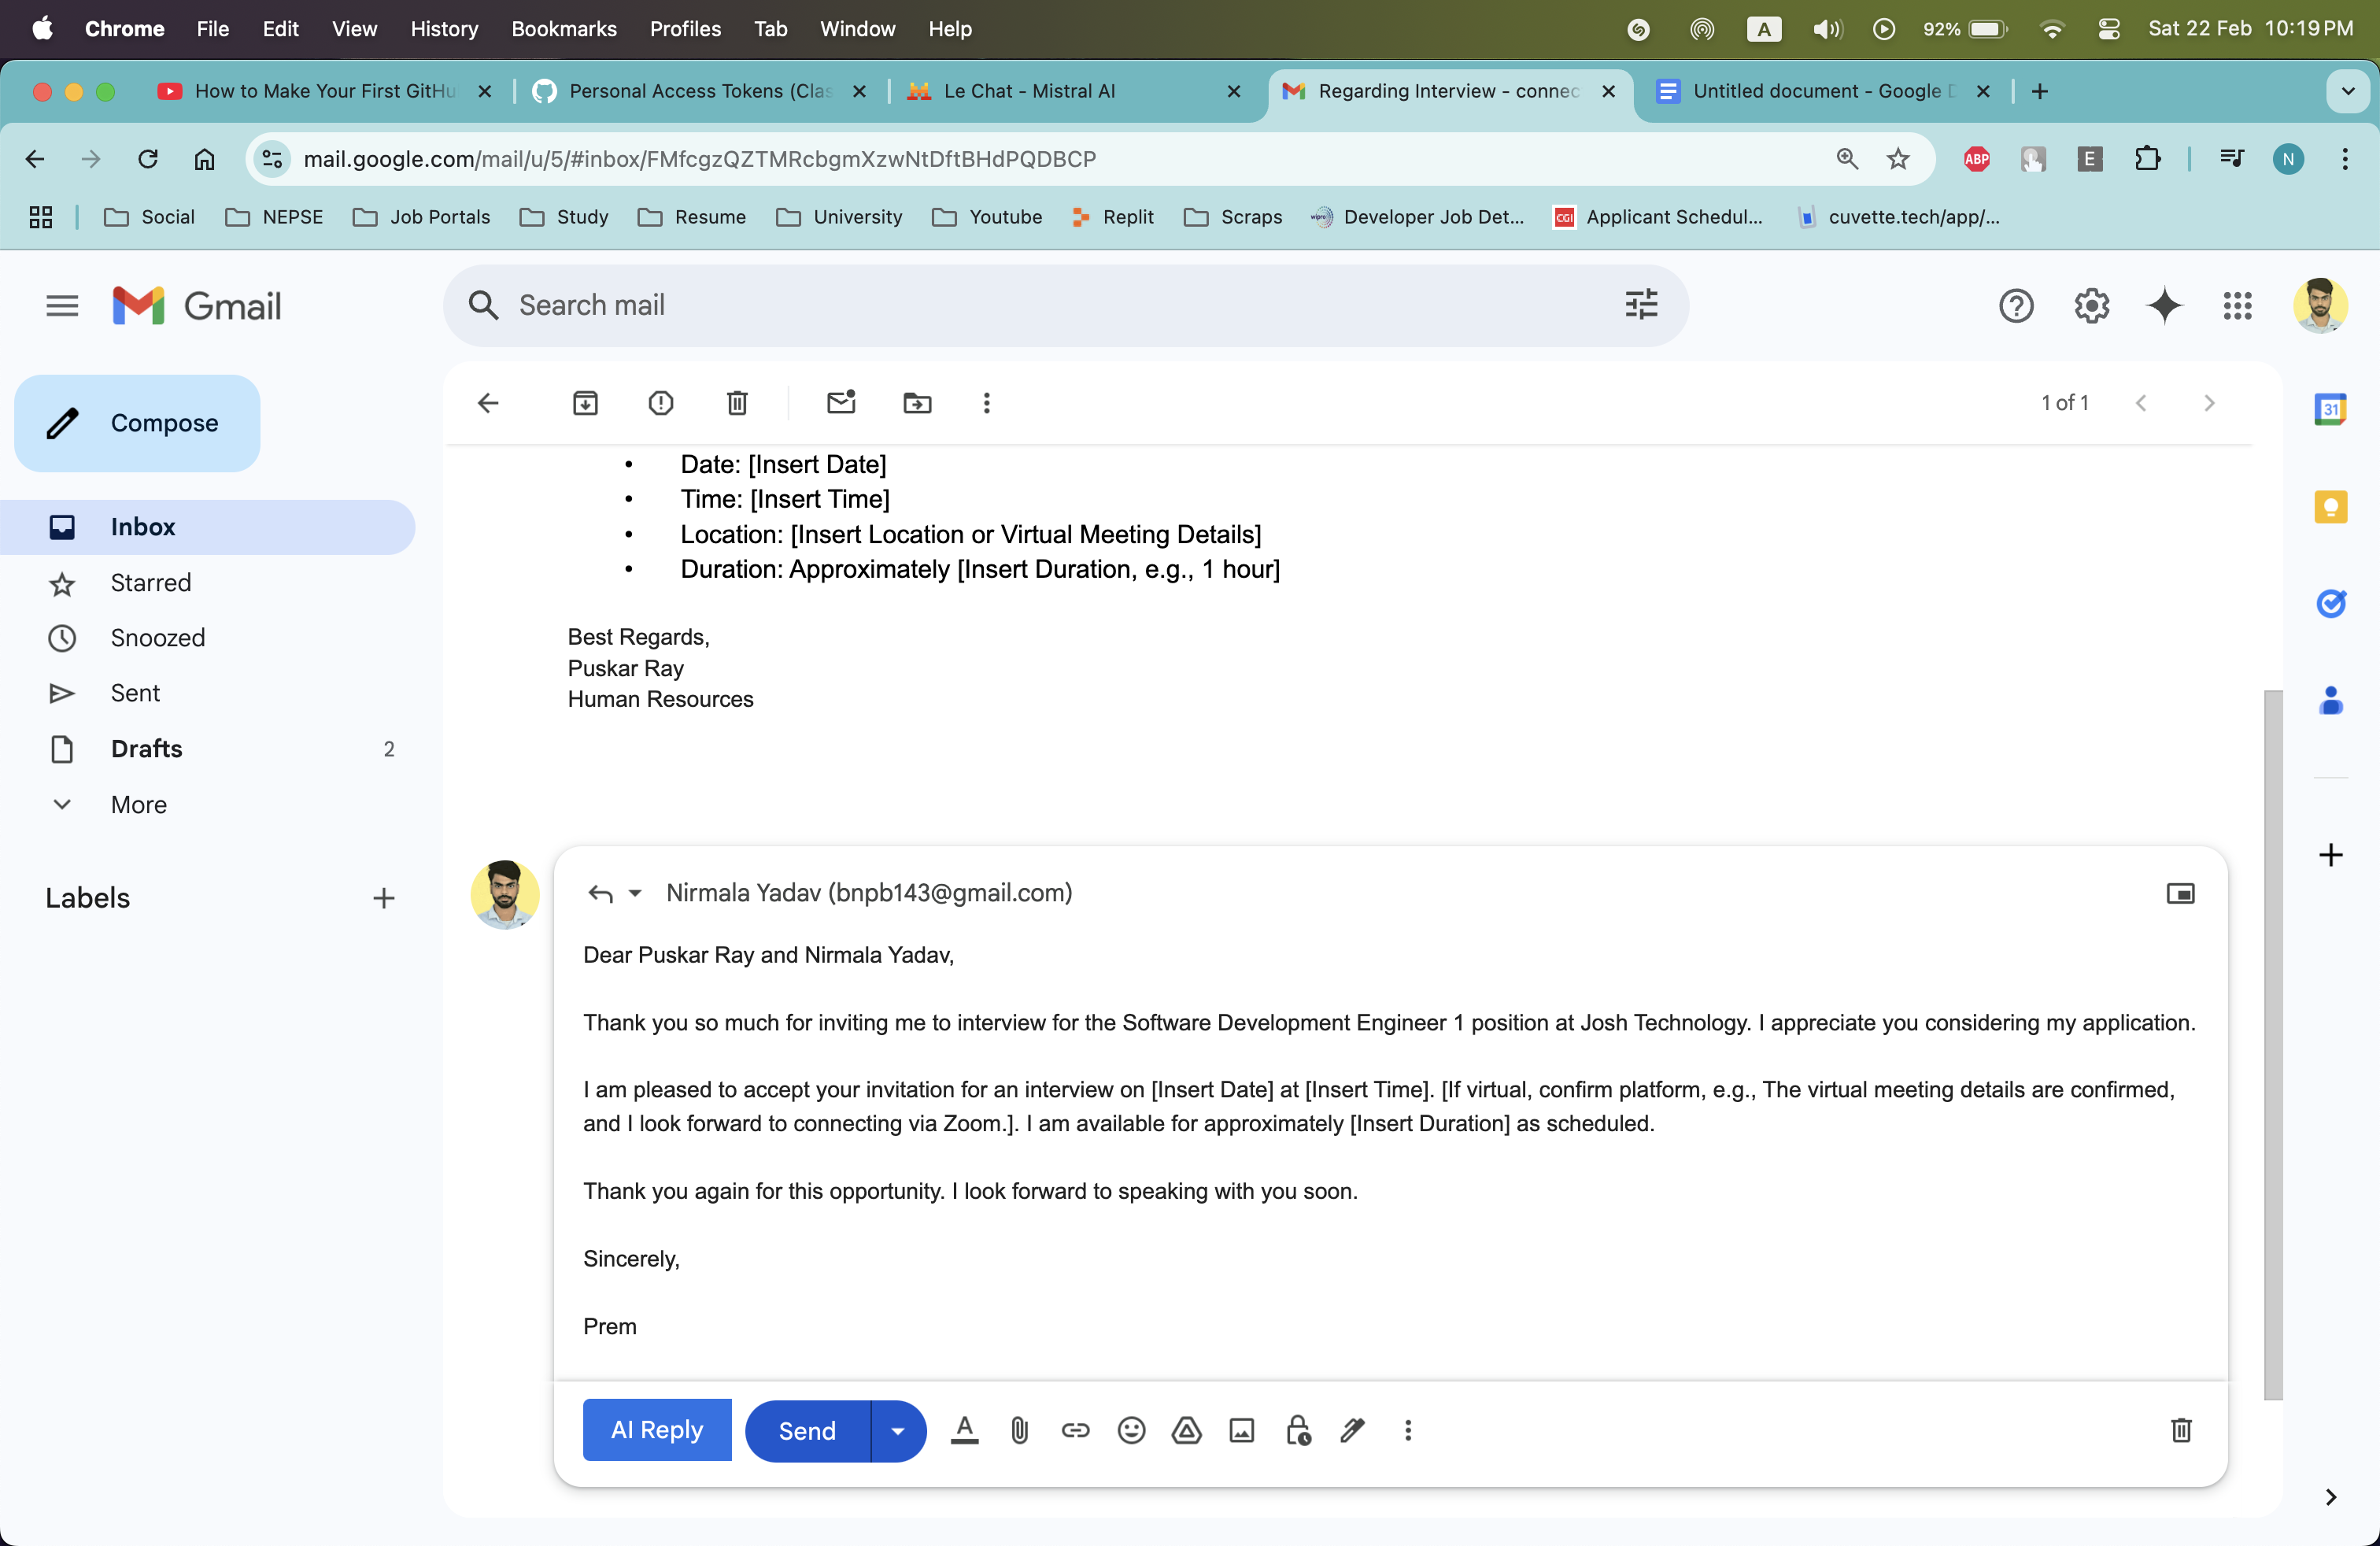 Chrome File Edit View History Bookmarks Profiles Tab Window Help A 92% Sat 22 Feb 10:19 PM
How to Make Your First GitHu Personal Access Tokens (Clas Le Chat - Mistral AI Regarding Interview - connec Untitled document - Google D
mail.google.com/mail/u/5/#inbox/FMfcgzQZTMRcbgmXzwNtDftBHdPQDBCP ABP E N
Social NEPSE Job Portals Study Resume University Youtube Replit Scraps wipro Developer Job Det... CGI Applicant Schedul... cuvette.tech/app/...
Gmail Search mail
Compose
1 of 1
31
Inbox
Starred
Snoozed
Sent
Drafts 2
More
Labels
• Date: [Insert Date]
• Time: [Insert Time]
• Location: [Insert Location or Virtual Meeting Details]
• Duration: Approximately [Insert Duration, e.g., 1 hour]
Best Regards,
Puskar Ray
Human Resources
Nirmala Yadav (bnpb143@gmail.com)
Dear Puskar Ray and Nirmala Yadav,
Thank you so much for inviting me to interview for the Software Development Engineer 1 position at Josh Technology. I appreciate you considering my application.
I am pleased to accept your invitation for an interview on [Insert Date] at [Insert Time]. [If virtual, confirm platform, e.g., The virtual meeting details are confirmed,
and I look forward to connecting via Zoom.]. I am available for approximately [Insert Duration] as scheduled.
Thank you again for this opportunity. I look forward to speaking with you soon.
Sincerely,
Prem
AI Reply Send A